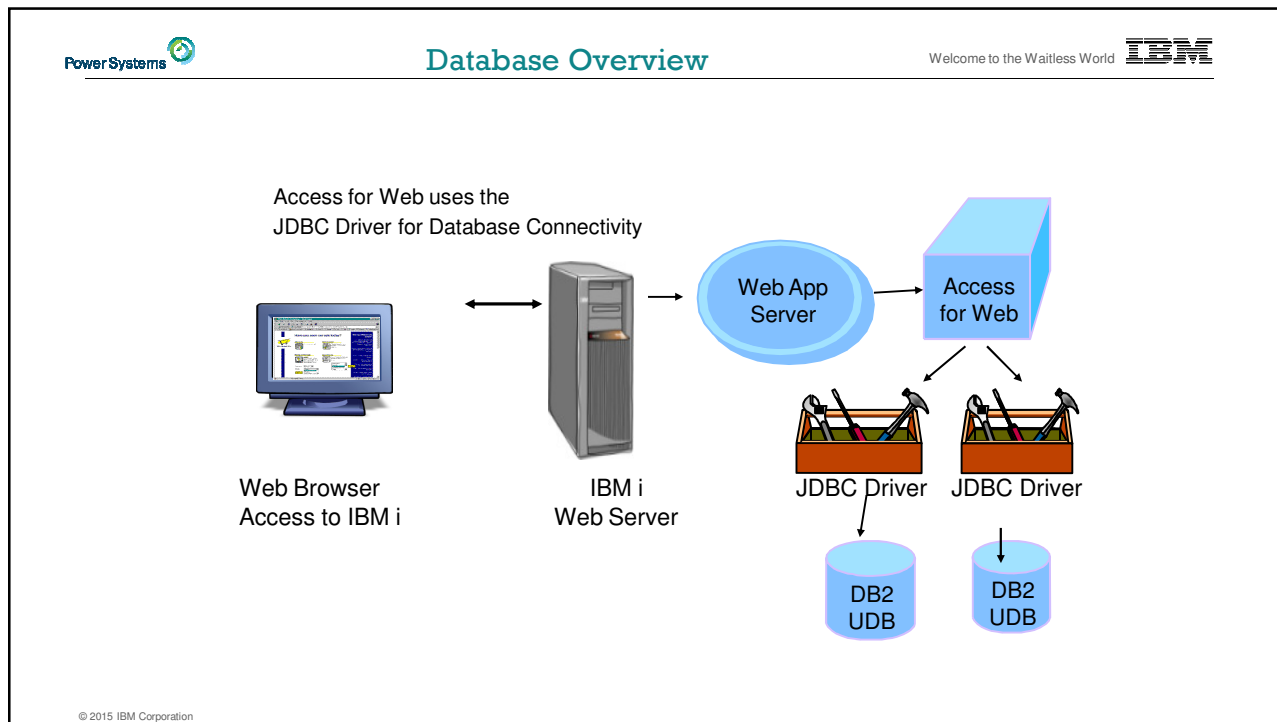 Power Systems
Database Overview
Welcome to the Waitless World
IBM
Access for Web uses the
JDBC Driver for Database Connectivity
Web App
Server
Access
for Web
Web Browser
Access to IBM i
IBM i
Web Server
JDBC Driver
JDBC Driver
DB2
UDB
DB2
UDB
© 2015 IBM Corporation